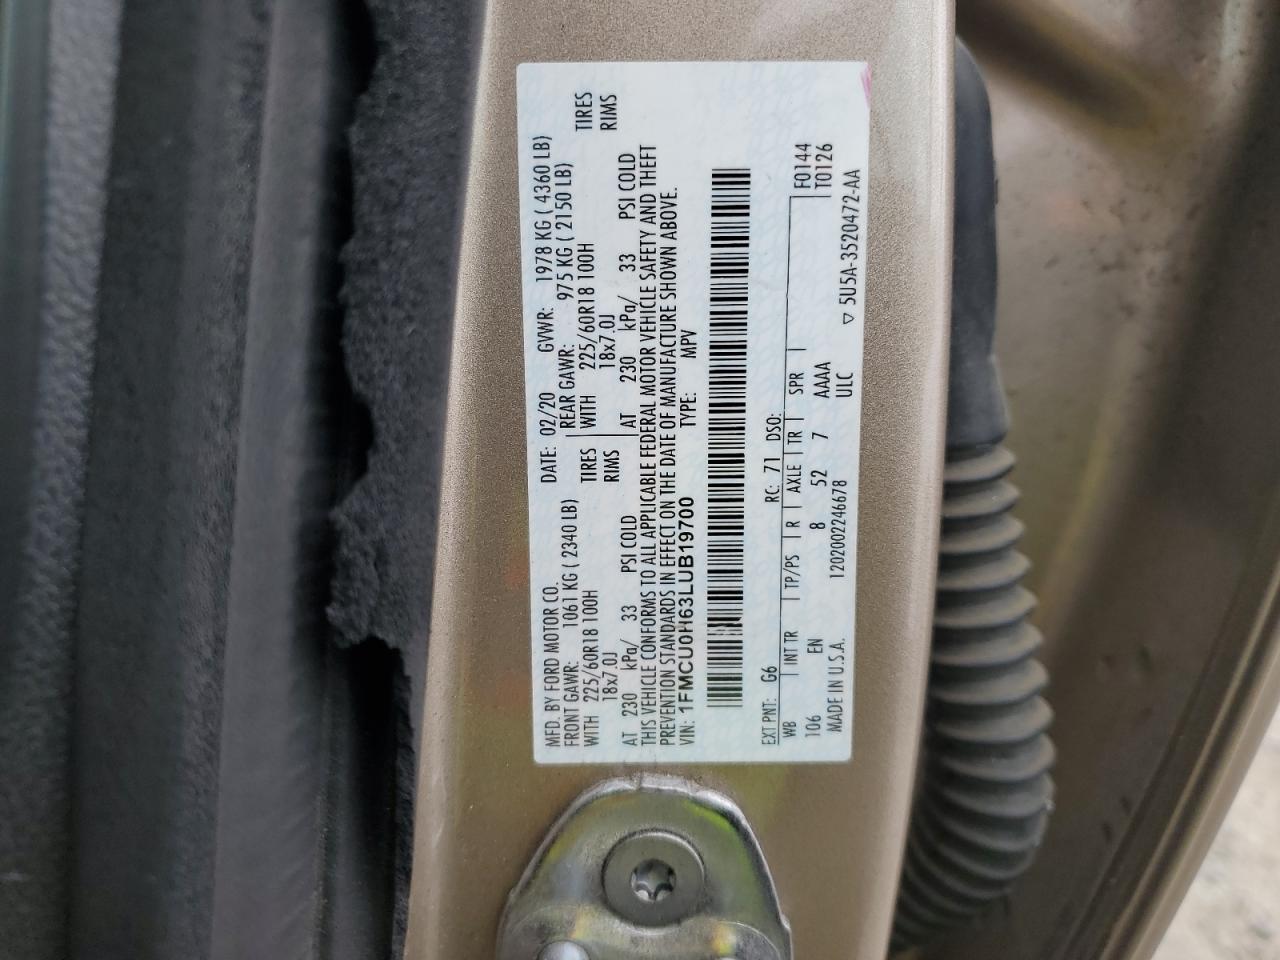 MFD. BY FORD MOTOR CO.
DATE: 02/20 GVWR: 1978 KG ( 4360 LB)
FRONT GAWR: 1061 KG ( 2340 LB)
REAR GAWR: 975 KG ( 2150 LB)
WITH 225/60R18 100H TIRES
WITH 225/60R18 100H TIRES
18x7.0J RIMS
18x7.0J RIMS
AT 230 kPa/ 33 PSI COLD
AT 230 kPa/ 33 PSI COLD
THIS VEHICLE CONFORMS TO ALL APPLICABLE FEDERAL MOTOR VEHICLE SAFETY AND THEFT
PREVENTION STANDARDS IN EFFECT ON THE DATE OF MANUFACTURE SHOWN ABOVE.
VIN: 1FMCU0H63LUB19700 TYPE: MPV
EXT PNT: G6 RC: 71 DSO:
WB INT TR TP/PS R AXLE TR SPR F0144
106 EN 8 52 7 AAAA T0126
MADE IN U.S.A. 1202002246678 ULC
▽ 5U5A-3520472-AA